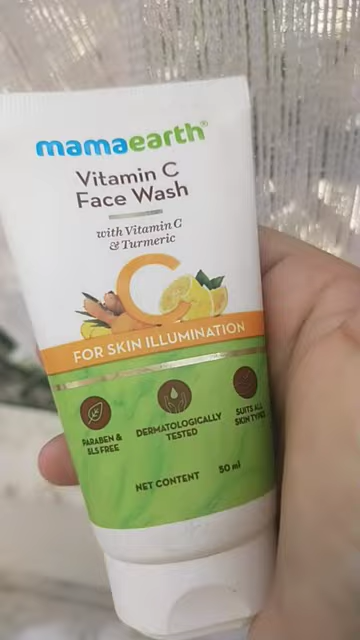 mamaearth®
Vitamin C
Face Wash
with Vitamin C
& Turmeric
C
FOR SKIN ILLUMINATION
PARABEN &
SLS FREE
DERMATOLOGICALLY
TESTED
SUITS ALL
SKIN TYPES
NET CONTENT 50 ml